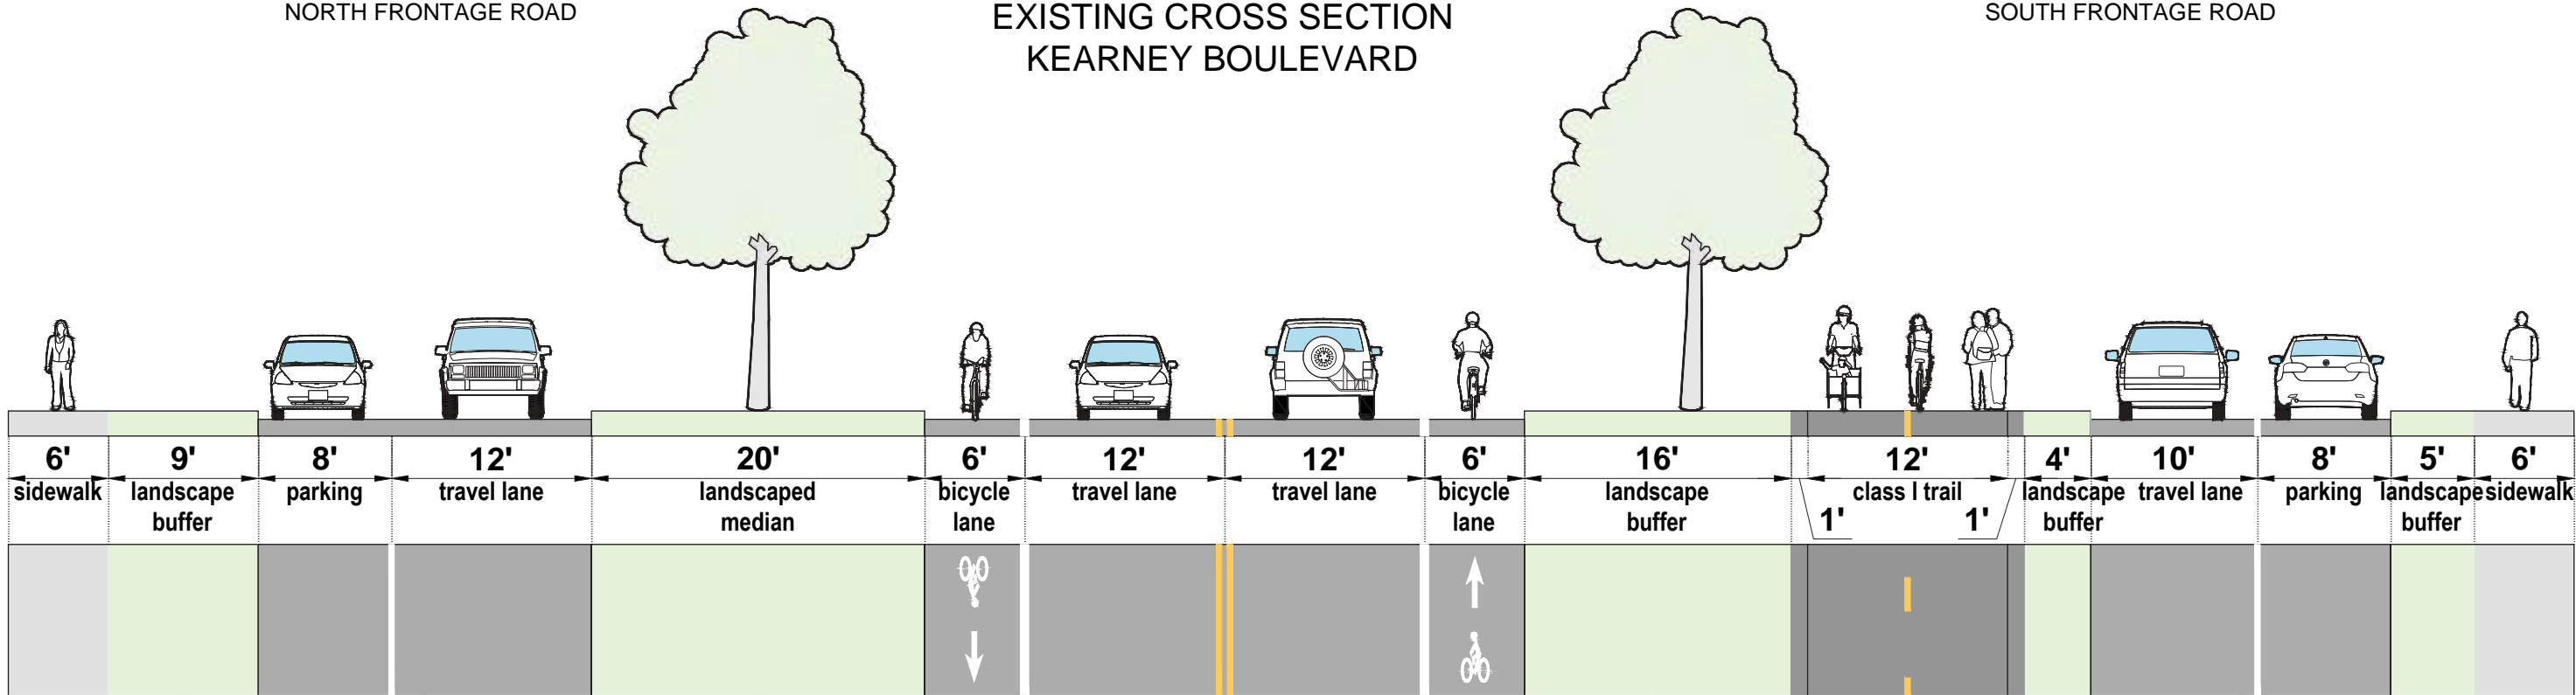 NORTH FRONTAGE ROAD
EXISTING CROSS SECTION
KEARNEY BOULEVARD
SOUTH FRONTAGE ROAD
6' 9' 8' 12' 20' 6' 12' 12' 6' 16' 12' 4' 10' 8' 5' 6'
sidewalk landscape parking travel lane landscaped bicycle travel lane travel lane bicycle landscape class I trail landscape travel lane parking landscape sidewalk
buffer median lane lane buffer 1' 1' buffer buffer